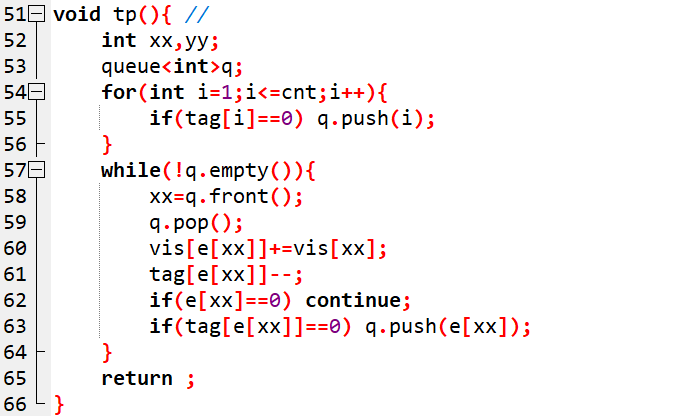 51 void tp(){ //
52     int xx,yy;
53     queue<int>q;
54     for(int i=1;i<=cnt;i++){
55         if(tag[i]==0) q.push(i);
56     }
57     while(!q.empty()){
58         xx=q.front();
59         q.pop();
60         vis[e[xx]]+=vis[xx];
61         tag[e[xx]]--;
62         if(e[xx]==0) continue;
63         if(tag[e[xx]]==0) q.push(e[xx]);
64     }
65     return ;
66 }